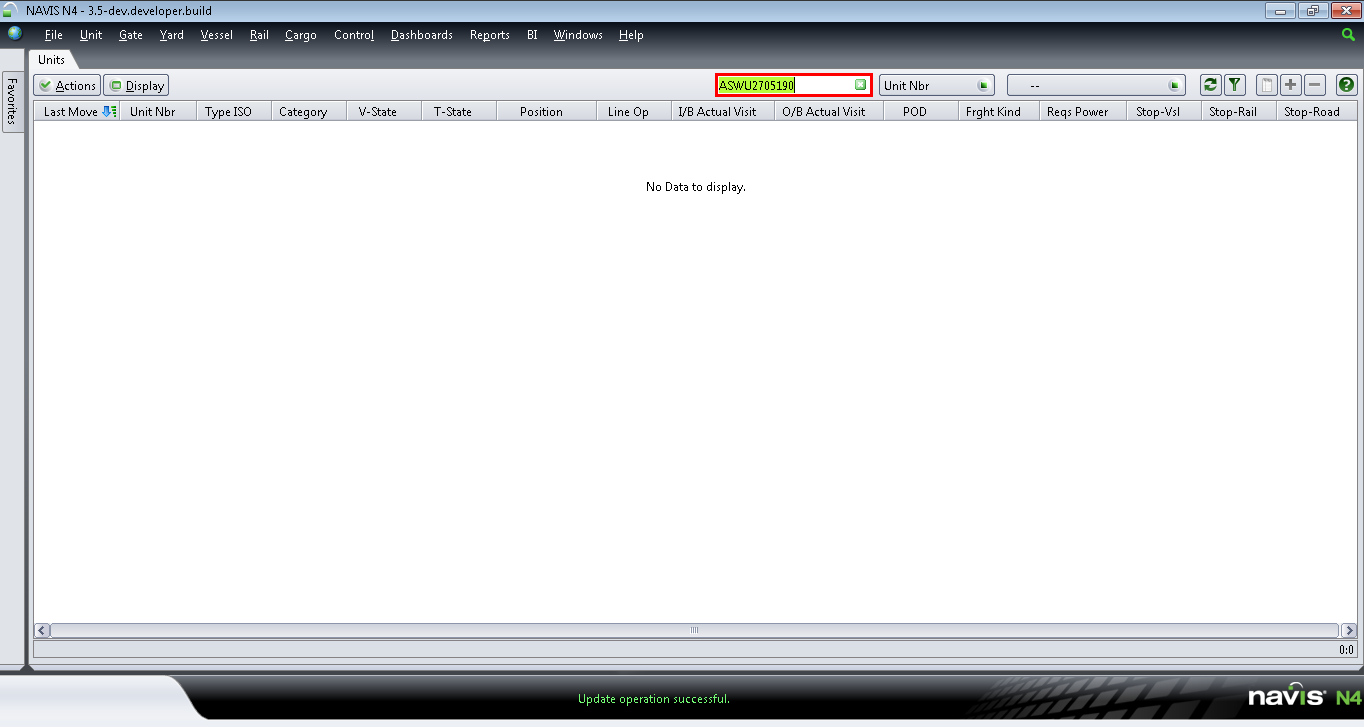 NAVIS N4 - 3.5-dev.developer.build
File Unit Gate Yard Vessel Rail Cargo Control Dashboards Reports BI Windows Help
Units
Favorites
Actions Display ASWU2705190 Unit Nbr --
Last Move Unit Nbr Type ISO Category V-State T-State Position Line Op I/B Actual Visit O/B Actual Visit POD Frght Kind Reqs Power Stop-Vsl Stop-Rail Stop-Road
No Data to display.
0:0
Update operation successful.
navis N4